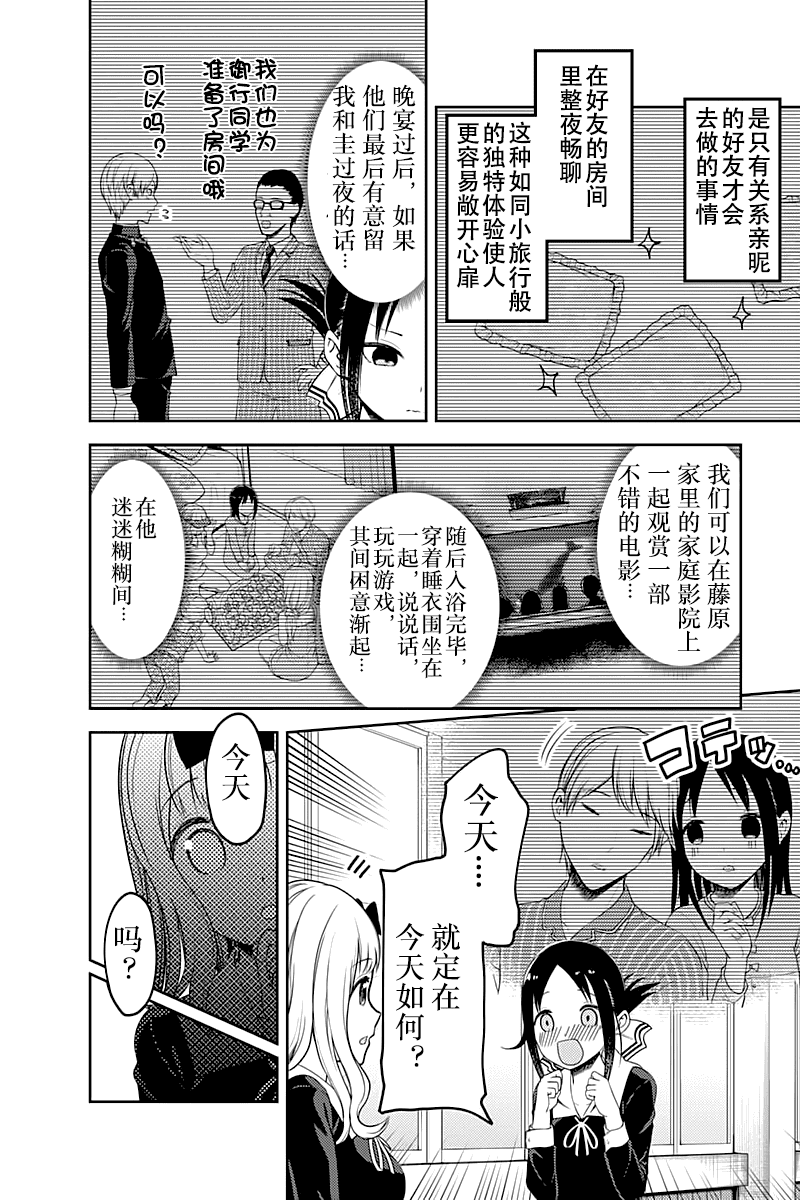 是只有关系亲昵
的好友才会
去做的事情
在好友的房间
里整夜畅聊
这种如同小旅行般
的独特体验使人
更容易敞开心扉
晚宴过后，如果
他们最后有意留
我和圭过夜的话…
我们也为
御行同学
准备了房间哦
可以吗？
我们可以在藤原
家里的家庭影院上
一起观赏一部
不错的电影…
随后入浴完毕，
穿着睡衣围坐在
一起，说说话，
玩玩游戏，
其间困意渐起…
在他
迷迷糊糊间…
コテッ…
今天…
就定在
今天如何？
今天
吗？